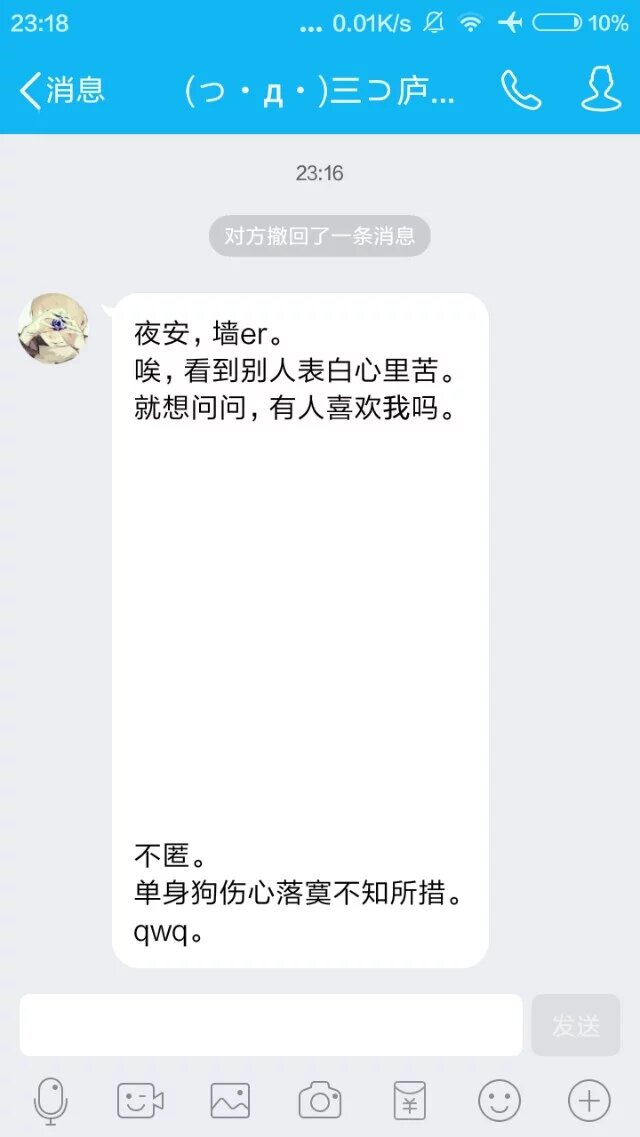 23:18
... 0.01K/s
10%
消息
(っ・д・)三⊃庐...
23:16
对方撤回了一条消息
夜安，墙er。
唉，看到别人表白心里苦。
就想问问，有人喜欢我吗。
不匿。
单身狗伤心落寞不知所措。
qwq。
发送